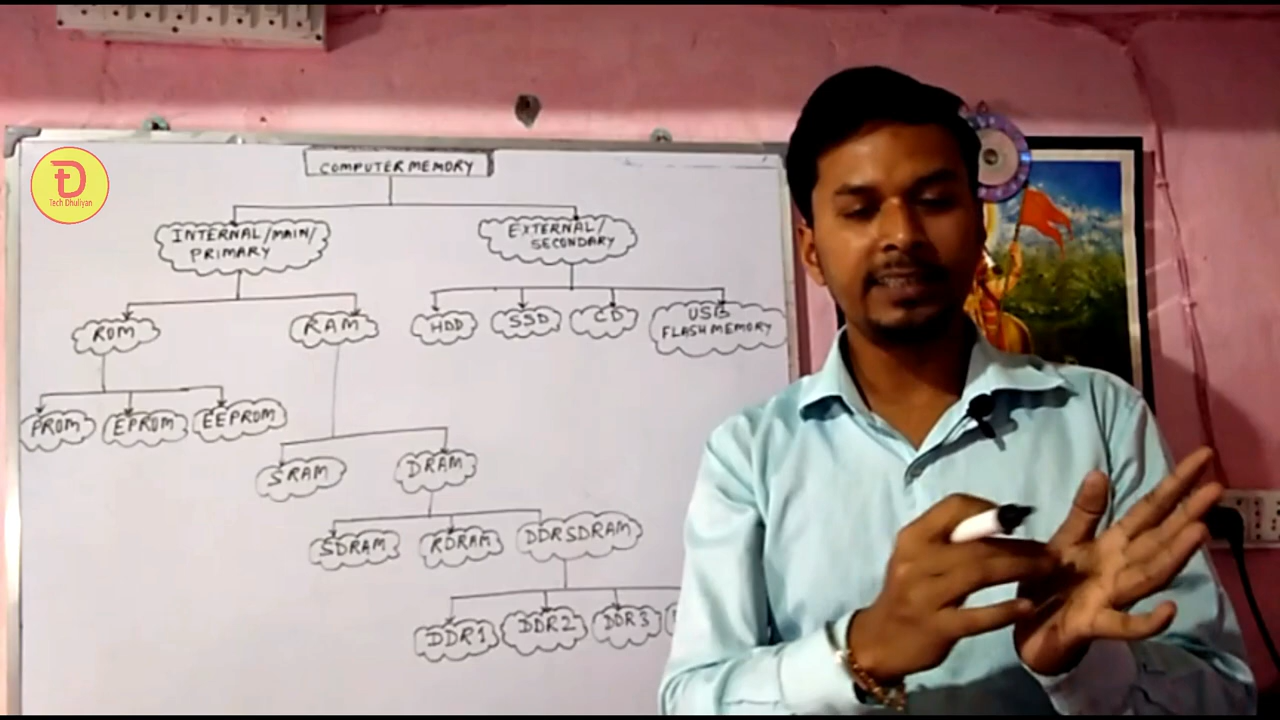 COMPUTER MEMORY
Tech Dhuliyan
INTERNAL/MAIN/
PRIMARY
EXTERNAL/
SECONDARY
ROM
RAM
HDD
SSD
CD
USB
FLASH MEMORY
PROM
EPROM
EEPROM
SRAM
DRAM
SDRAM
RDRAM
DDRSDRAM
DDR1
DDR2
DDR3